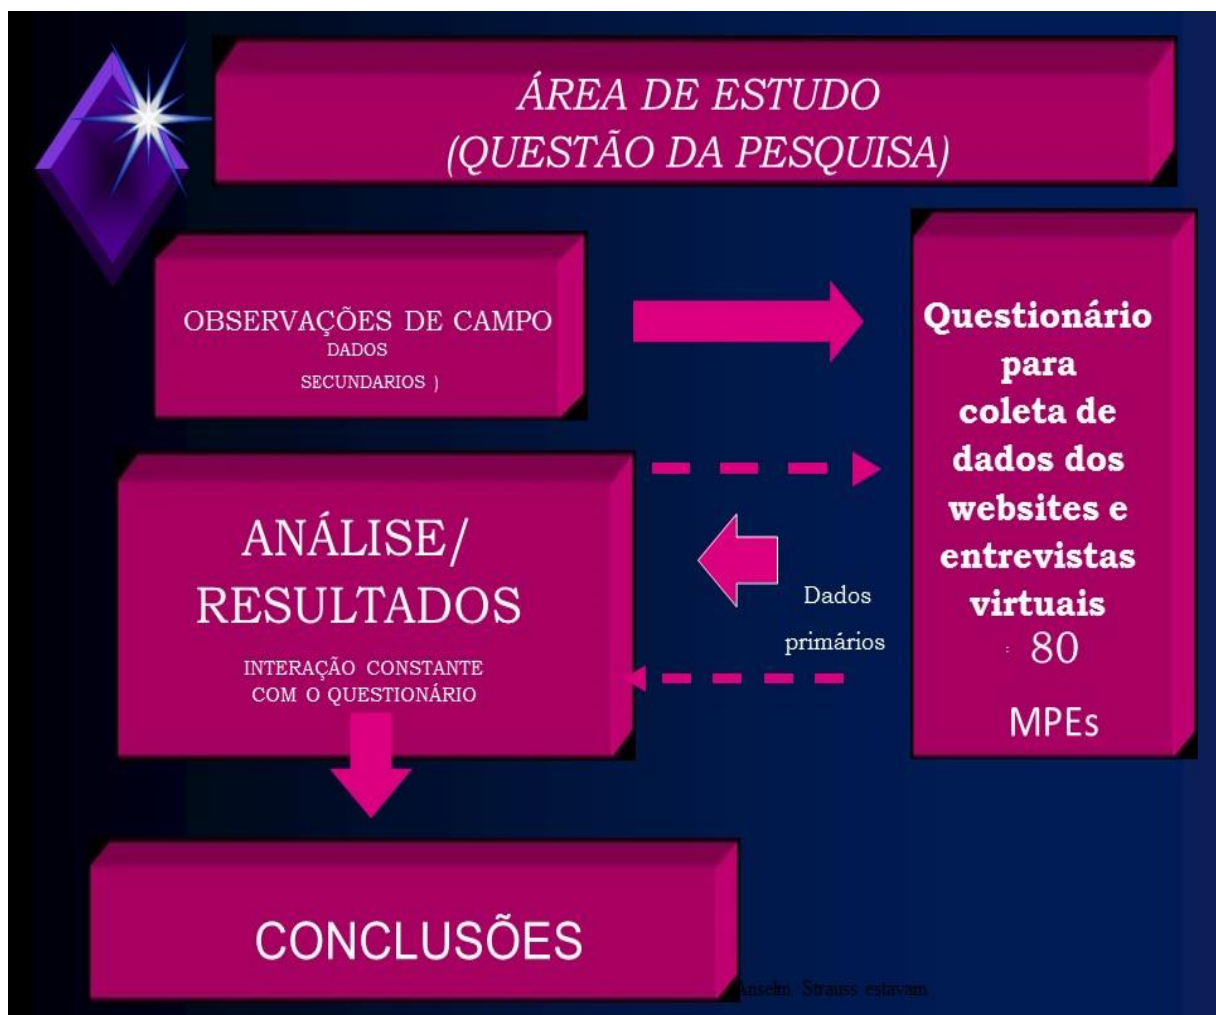 ÁREA DE ESTUDO
(QUESTÃO DA PESQUISA)
OBSERVAÇÕES DE CAMPO
DADOS
SECUNDARIOS )
Questionário
para
coleta de
dados dos
websites e
entrevistas
virtuais
: 80
MPEs
ANÁLISE/
RESULTADOS
INTERAÇÃO CONSTANTE
COM O QUESTIONÁRIO
Dados
primários
CONCLUSÕES
Anselm Strauss estavam